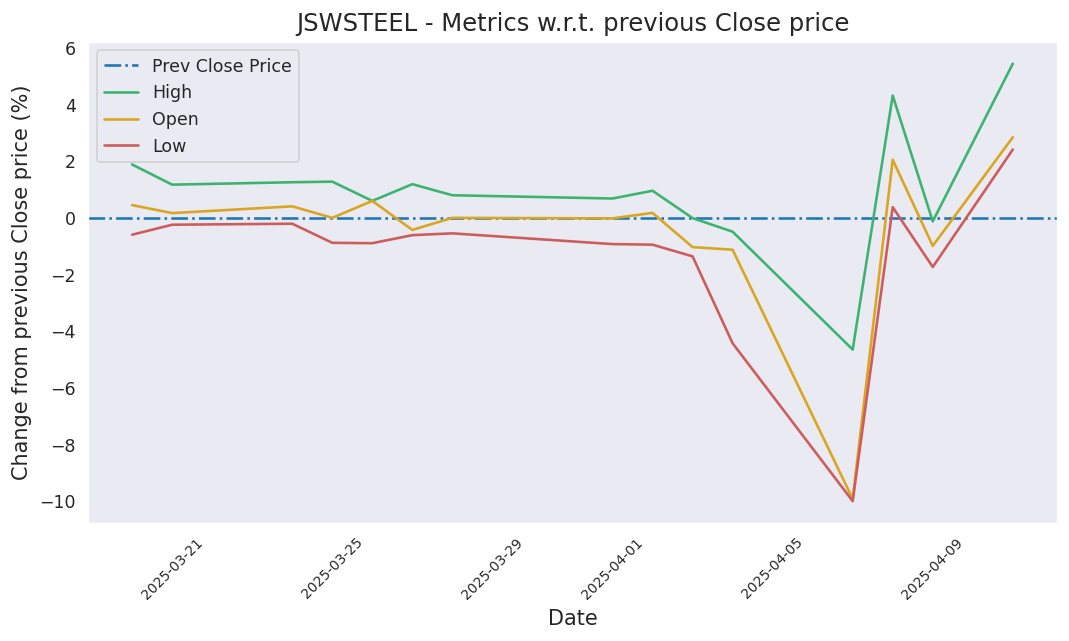 JSWSTEEL - Metrics w.r.t. previous Close price
Change from previous Close price (%)
6
4
2
0
−2
−4
−6
−8
−10
Prev Close Price
High
Open
Low
2025-03-21
2025-03-25
2025-03-29
2025-04-01
2025-04-05
2025-04-09
Date